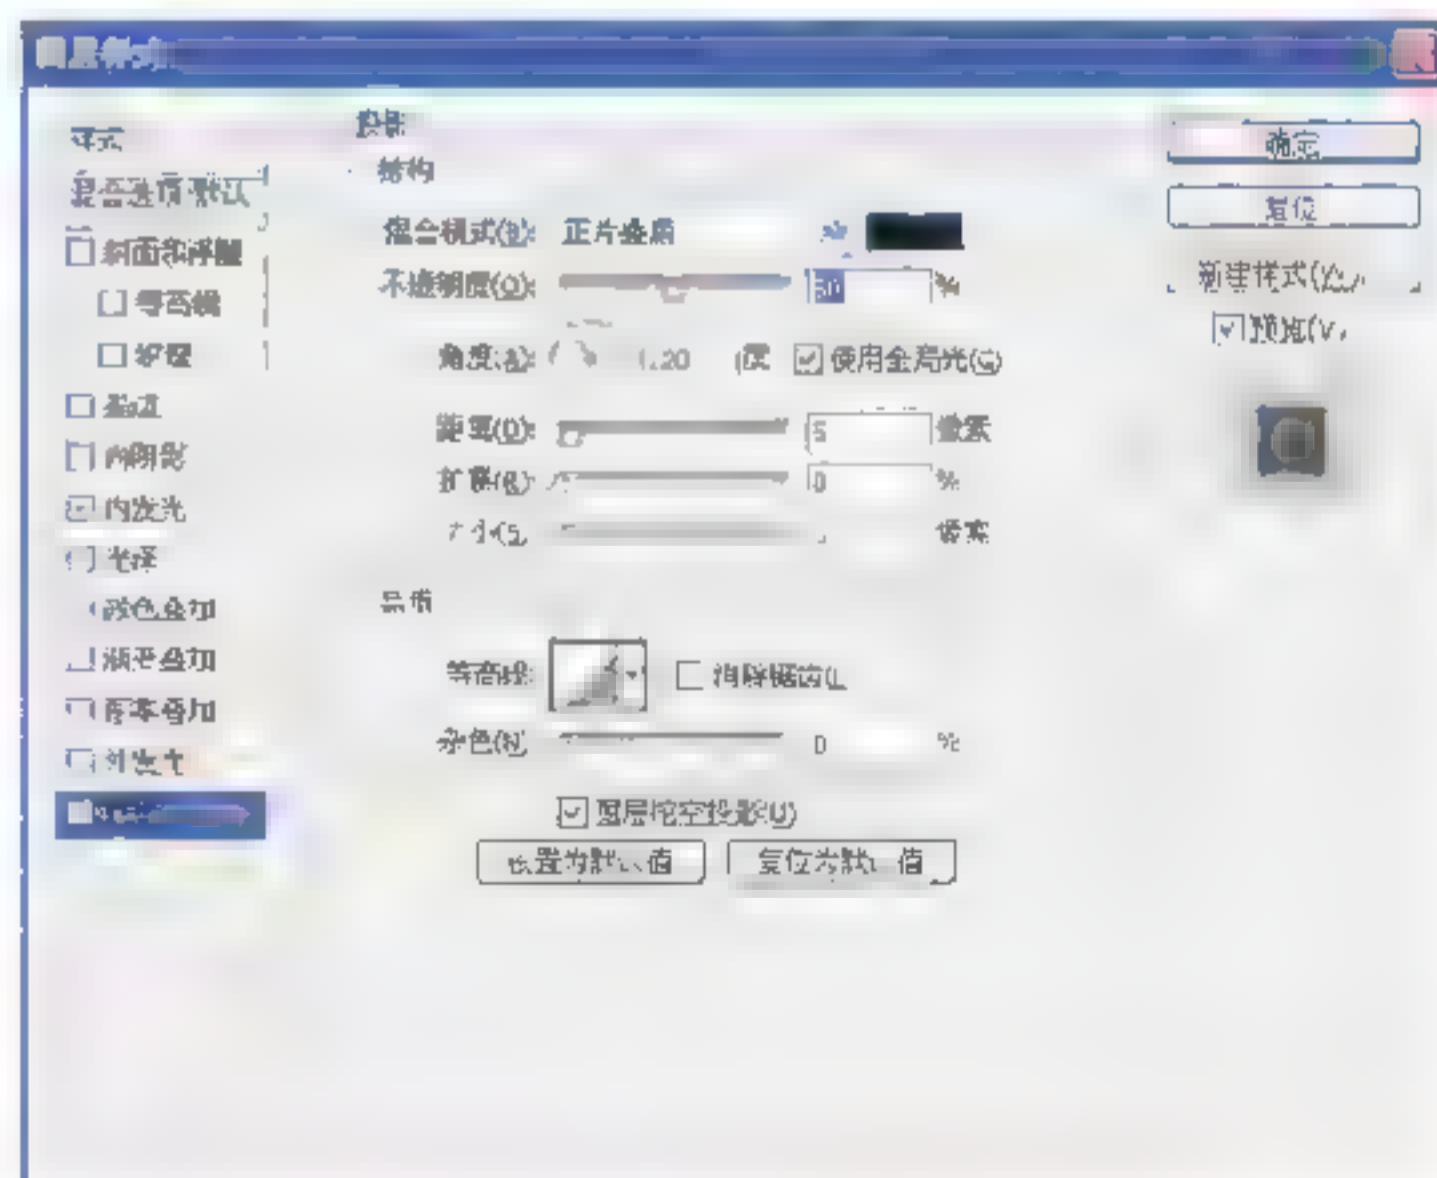 图层样式
样式
混合选项:默认
斜面和浮雕
等高线
纹理
描边
内阴影
内发光
光泽
颜色叠加
渐变叠加
图案叠加
外发光
投影
结构
混合模式(B): 正片叠底
不透明度(O): 50 %
角度(A): 120 度 使用全局光(G)
距离(D): 5 像素
扩展(R): 0 %
大小(S) 像素
品质
等高线: 消除锯齿(L
杂色(N) 0 %
图层挖空投影(U)
设置为默认值 复位为默认值
确定
复位
新建样式(W)
预览(V)